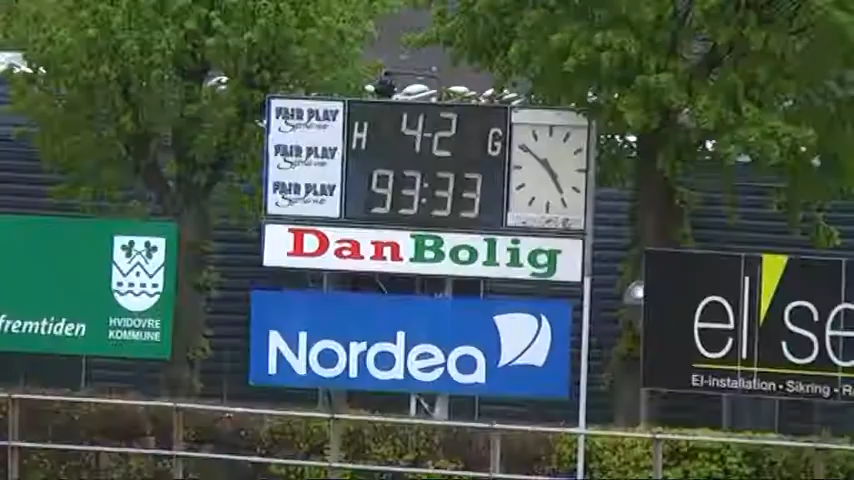 FAIR PLAY
FAIR PLAY
FAIR PLAY
H 4-2 G
93:33
DanBolig
Nordea
fremtiden
HVIDOVRE
KOMMUNE
el:se
El-installation · Sikring · R